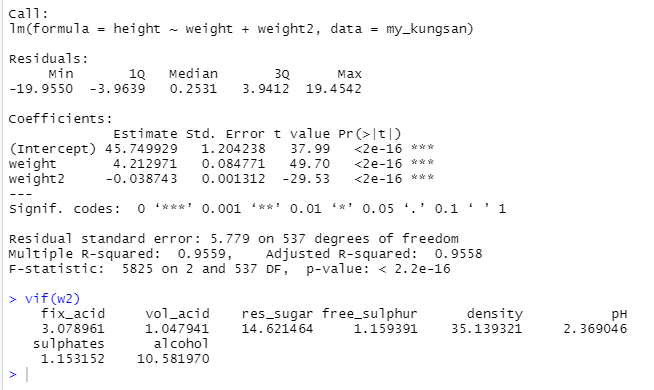 Call:
lm(formula = height ~ weight + weight2, data = my_kungsan)
Residuals:
     Min       1Q   Median       3Q      Max
-19.9550  -3.9639   0.2531   3.9412  19.4542
Coefficients:
             Estimate Std. Error t value Pr(>|t|)
(Intercept) 45.749929   1.204238   37.99   <2e-16 ***
weight       4.212971   0.084771   49.70   <2e-16 ***
weight2     -0.038743   0.001312  -29.53   <2e-16 ***
---
Signif. codes:  0 ‘***’ 0.001 ‘**’ 0.01 ‘*’ 0.05 ‘.’ 0.1 ‘ ’ 1
Residual standard error: 5.779 on 537 degrees of freedom
Multiple R-squared:  0.9559,	Adjusted R-squared:  0.9558
F-statistic:  5825 on 2 and 537 DF,  p-value: < 2.2e-16
> vif(w2)
   fix_acid     vol_acid   res_sugar free_sulphur      density           pH
   3.078961     1.047941   14.621464     1.159391    35.139321     2.369046
  sulphates      alcohol
   1.153152    10.581970
>